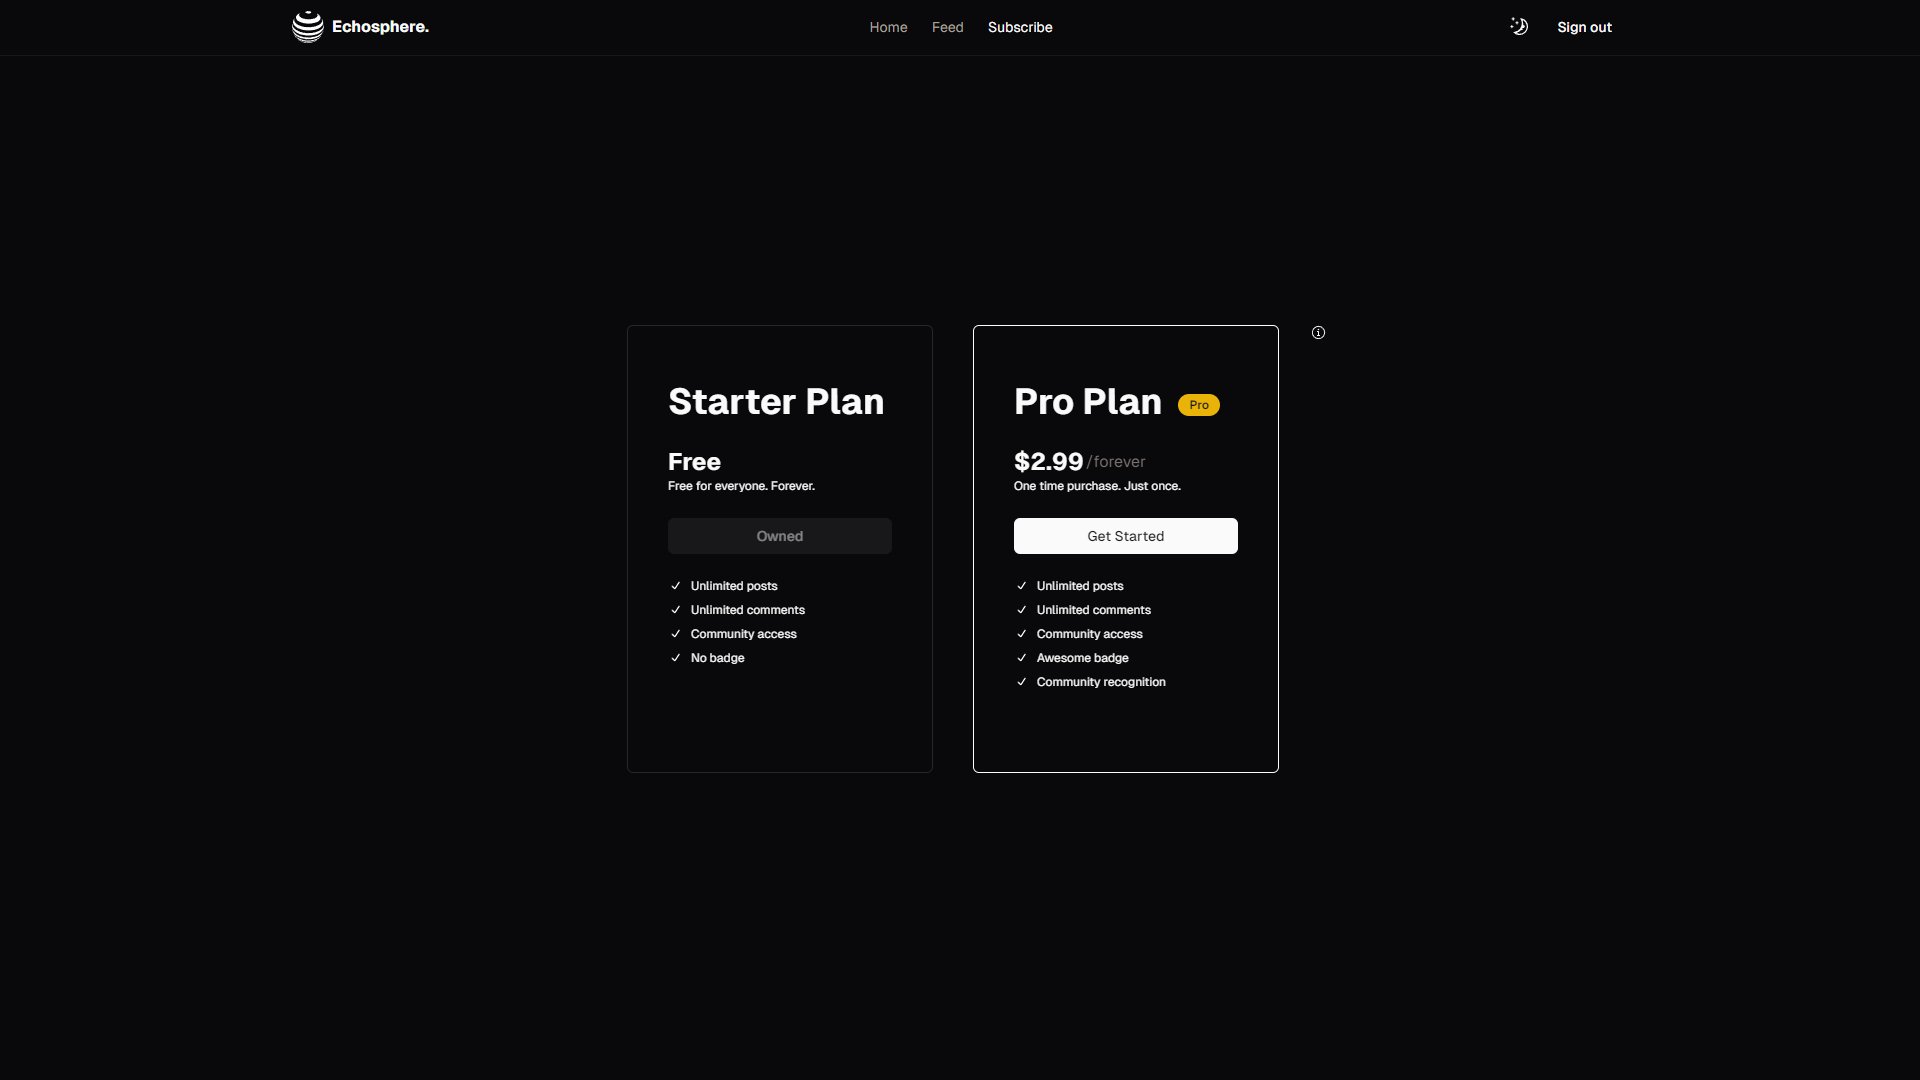 Echosphere.
Home
Feed
Subscribe
Sign out
Starter Plan
Free
Free for everyone. Forever.
Owned
Unlimited posts
Unlimited comments
Community access
No badge
Pro Plan
Pro
$2.99/forever
One time purchase. Just once.
Get Started
Unlimited posts
Unlimited comments
Community access
Awesome badge
Community recognition